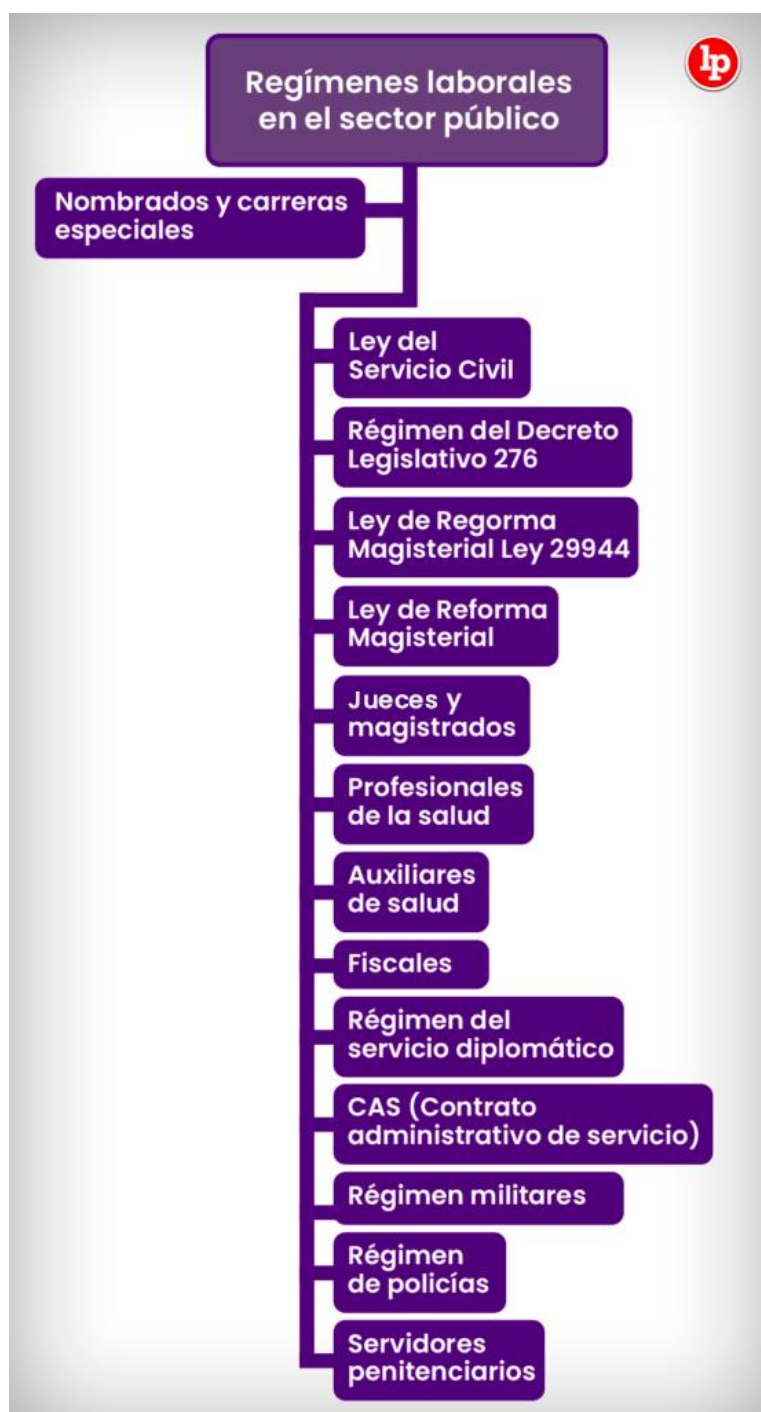 Regímenes laborales
en el sector público
lp
Nombrados y carreras
especiales
Ley del
Servicio Civil
Régimen del Decreto
Legislativo 276
Ley de Regorma
Magisterial Ley 29944
Ley de Reforma
Magisterial
Jueces y
magistrados
Profesionales
de la salud
Auxiliares
de salud
Fiscales
Régimen del
servicio diplomático
CAS (Contrato
administrativo de servicio)
Régimen militares
Régimen
de policías
Servidores
penitenciarios